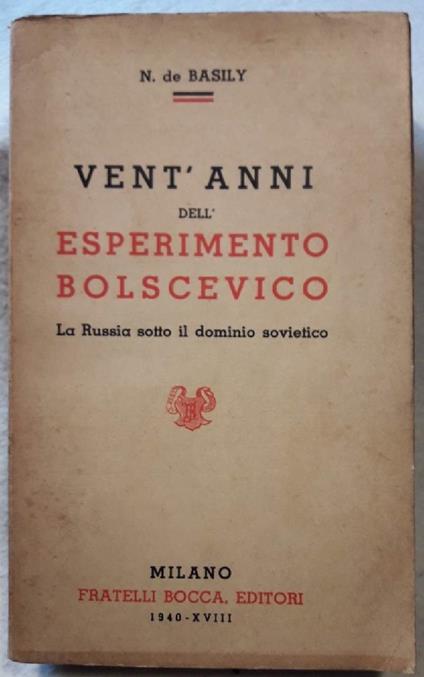 N. de BASILY
VENT' ANNI
DELL'
ESPERIMENTO
BOLSCEVICO
La Russia sotto il dominio sovietico
MILANO
FRATELLI BOCCA, EDITORI
1940-XVIII